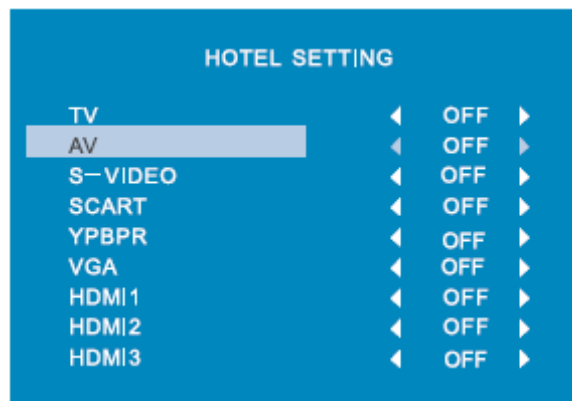 HOTEL SETTING
TV OFF
AV OFF
S-VIDEO OFF
SCART OFF
YPBPR OFF
VGA OFF
HDMI1 OFF
HDMI2 OFF
HDMI3 OFF